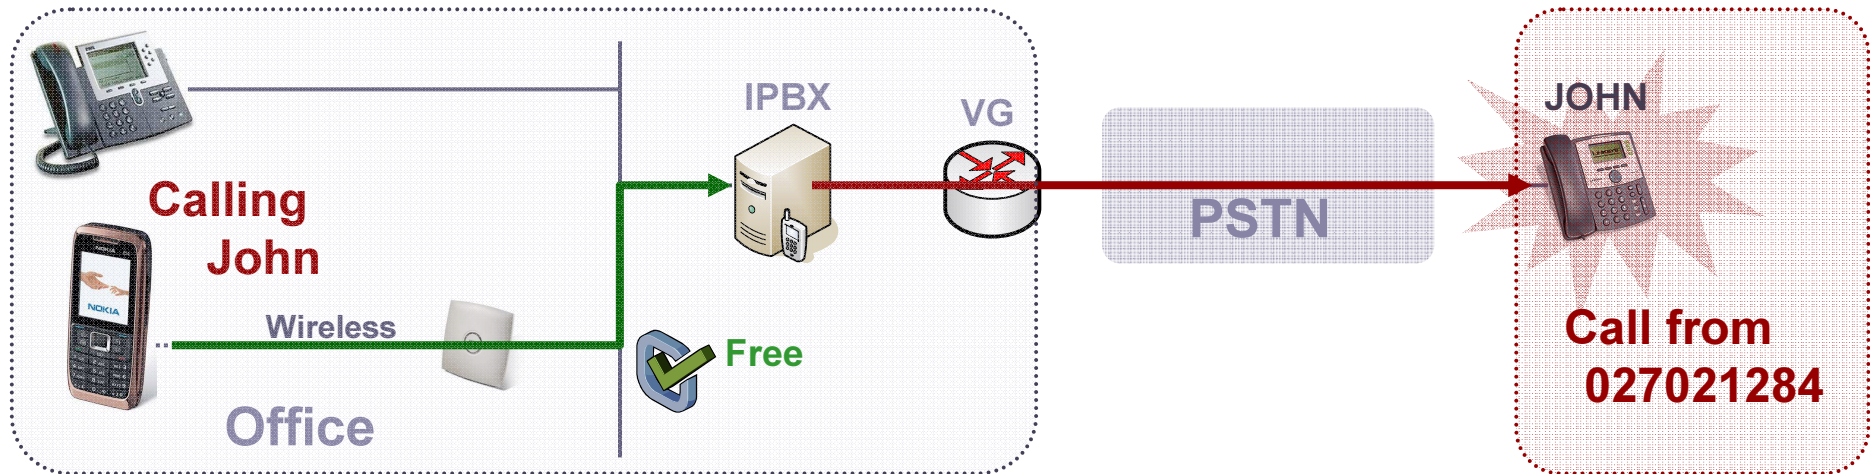 IPBX
VG
JOHN
Calling
John
PSTN
NOKIA
Wireless
Free
Call from
027021284
Office